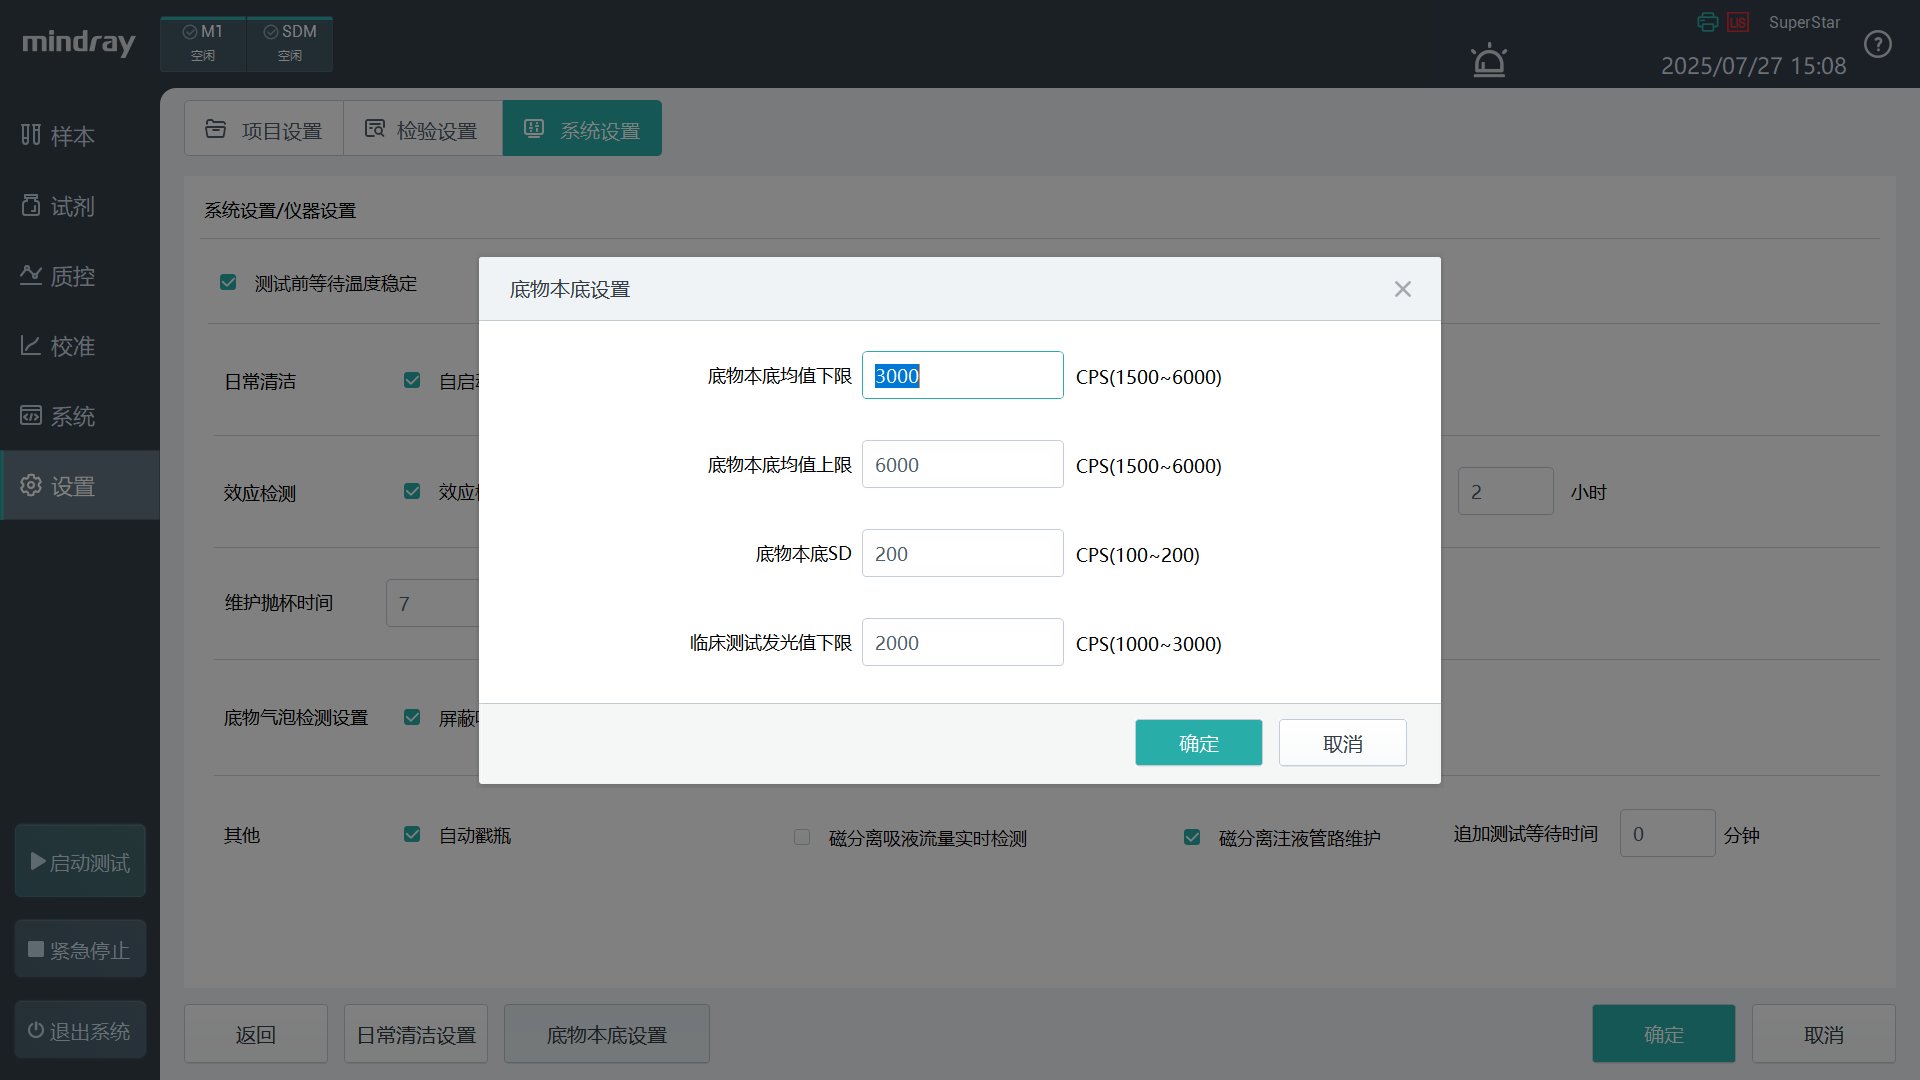 mindray
M1
空闲
SDM
空闲
LIS
SuperStar
2025/07/27 15:08
样本
试剂
质控
校准
系统
设置
启动测试
紧急停止
退出系统
项目设置
检验设置
系统设置
系统设置/仪器设置
测试前等待温度稳定
日常清洁
自启
效应检测
效应
2
小时
维护抛杯时间
7
底物气泡检测设置
屏蔽
其他
自动戳瓶
磁分离吸液流量实时检测
磁分离注液管路维护
追加测试等待时间
0
分钟
底物本底设置
底物本底均值下限
3000
CPS(1500~6000)
底物本底均值上限
6000
CPS(1500~6000)
底物本底SD
200
CPS(100~200)
临床测试发光值下限
2000
CPS(1000~3000)
确定
取消
返回
日常清洁设置
底物本底设置
确定
取消